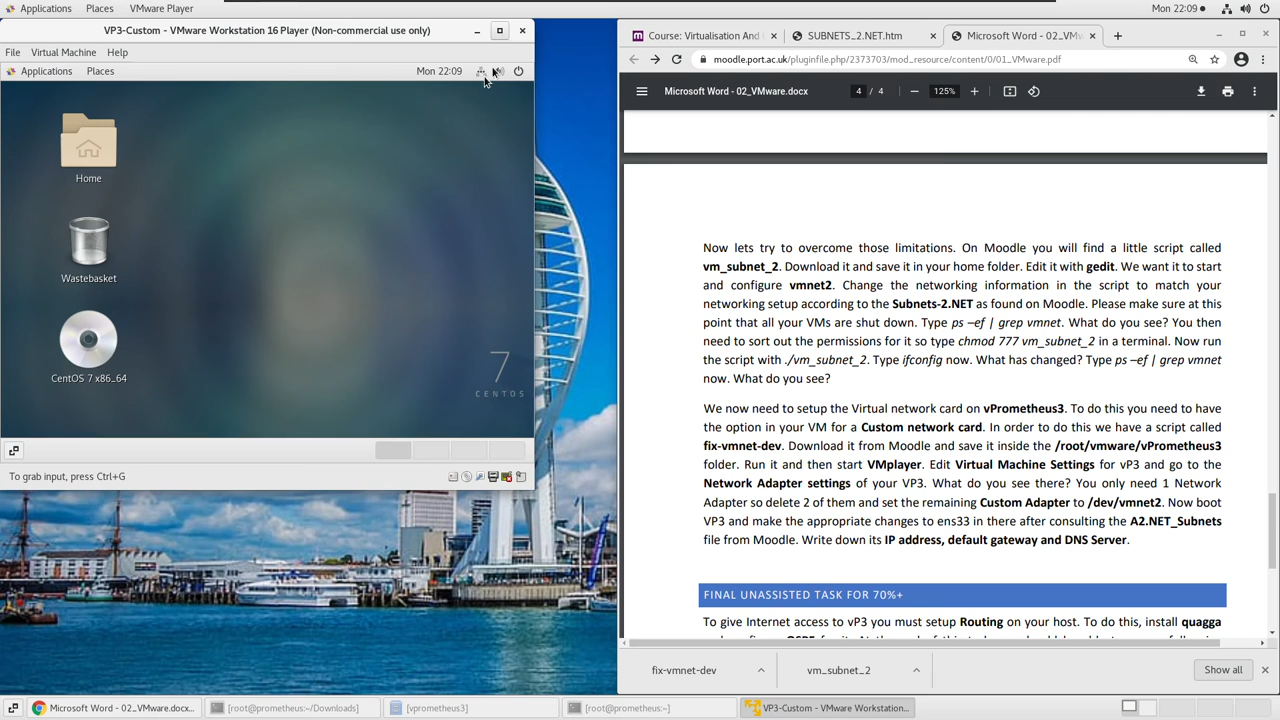 Applications Places VMware Player Mon 22:09
VP3-Custom - VMware Workstation 16 Player (Non-commercial use only)
File Virtual Machine Help
Applications Places Mon 22:09
Home
Wastebasket
CentOS 7 x86_64
7
CENTOS
To grab input, press Ctrl+G
Course: Virtualisation And
SUBNETS_2.NET.htm
Microsoft Word - 02_VM
moodle.port.ac.uk/pluginfile.php/2373703/mod_resource/content/0/01_VMware.pdf
Microsoft Word - 02_VMware.docx 4 / 4 125%
Now lets try to overcome those limitations. On Moodle you will find a little script called
vm_subnet_2. Download it and save it in your home folder. Edit it with gedit. We want it to start
and configure vmnet2. Change the networking information in the script to match your
networking setup according to the Subnets-2.NET as found on Moodle. Please make sure at this
point that all your VMs are shut down. Type ps –ef | grep vmnet. What do you see? You then
need to sort out the permissions for it so type chmod 777 vm_subnet_2 in a terminal. Now run
the script with ./vm_subnet_2. Type ifconfig now. What has changed? Type ps –ef | grep vmnet
now. What do you see?
We now need to setup the Virtual network card on vPrometheus3. To do this you need to have
the option in your VM for a Custom network card. In order to do this we have a script called
fix-vmnet-dev. Download it from Moodle and save it inside the /root/vmware/vPrometheus3
folder. Run it and then start VMplayer. Edit Virtual Machine Settings for vP3 and go to the
Network Adapter settings of your VP3. What do you see there? You only need 1 Network
Adapter so delete 2 of them and set the remaining Custom Adapter to /dev/vmnet2. Now boot
VP3 and make the appropriate changes to ens33 in there after consulting the A2.NET_Subnets
file from Moodle. Write down its IP address, default gateway and DNS Server.
FINAL UNASSISTED TASK FOR 70%+
To give Internet access to vP3 you must setup Routing on your host. To do this, install quagga
fix-vmnet-dev
vm_subnet_2
Show all
Microsoft Word - 02_VMware.docx...
[root@prometheus:~/Downloads]
[vprometheus3]
[root@prometheus:~]
VP3-Custom - VMware Workstation...